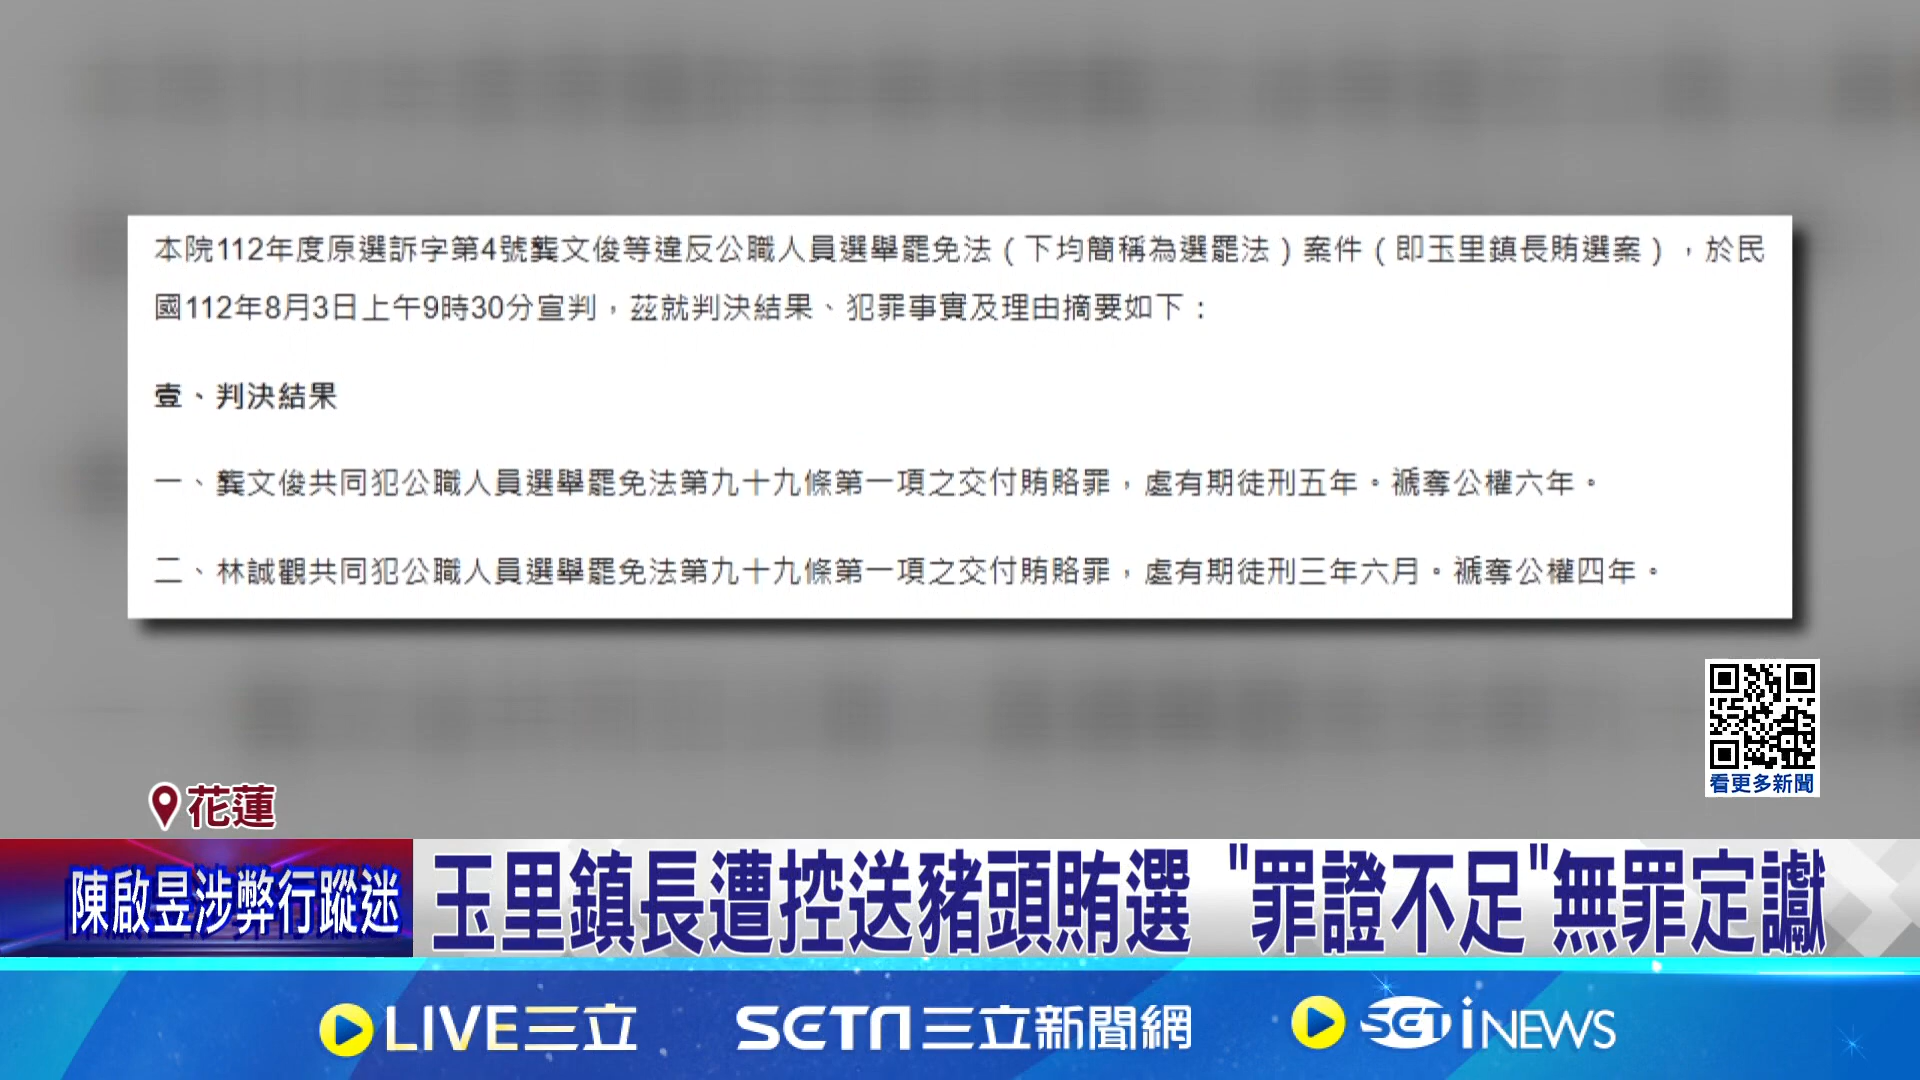 本院112年度原選訴字第4號龔文俊等違反公職人員選舉罷免法(下均簡稱為選罷法)案件(即玉里鎮長賄選案),於民
國112年8月3日上午9時30分宣判,茲就判決結果、犯罪事實及理由摘要如下:
壹、判決結果
一、龔文俊共同犯公職人員選舉罷免法第九十九條第一項之交付賄賂罪,處有期徒刑五年。褫奪公權六年。
二、林誠觀共同犯公職人員選舉罷免法第九十九條第一項之交付賄賂罪,處有期徒刑三年六月。褫奪公權四年。
看更多新聞
花蓮
陳啟昱涉弊行蹤迷
玉里鎮長遭控送豬頭賄選 "罪證不足"無罪定讞
LIVE三立
SETN三立新聞網
SET iNEWS